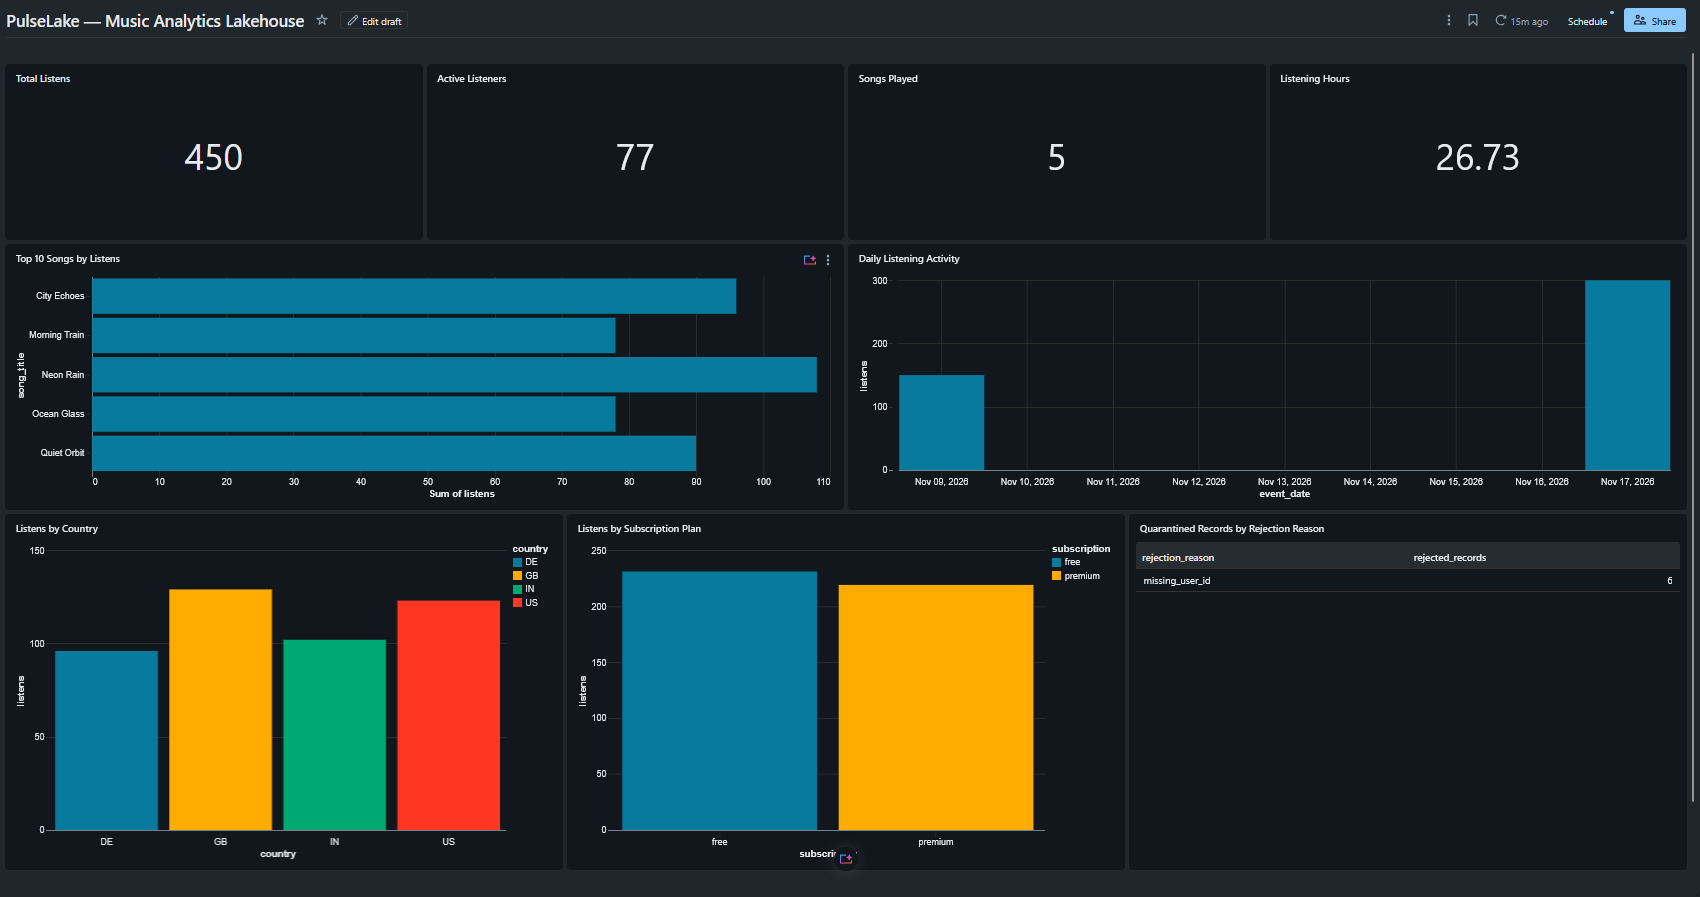 PulseLake — Music Analytics Lakehouse
Edit draft
15m ago
Schedule
Share
Total Listens
450
Active Listeners
77
Songs Played
5
Listening Hours
26.73
Top 10 Songs by Listens
song_title
City Echoes
Morning Train
Neon Rain
Ocean Glass
Quiet Orbit
0 10 20 30 40 50 60 70 80 90 100 110
Sum of listens
Daily Listening Activity
listens
300
200
100
0
Nov 09, 2026 Nov 10, 2026 Nov 11, 2026 Nov 12, 2026 Nov 13, 2026 Nov 14, 2026 Nov 15, 2026 Nov 16, 2026 Nov 17, 2026
event_date
Listens by Country
listens
150
100
50
0
DE GB IN US
country
country
DE
GB
IN
US
Listens by Subscription Plan
listens
250
200
150
100
50
0
free premium
subscri
subscription
free
premium
Quarantined Records by Rejection Reason
rejection_reason rejected_records
missing_user_id 6